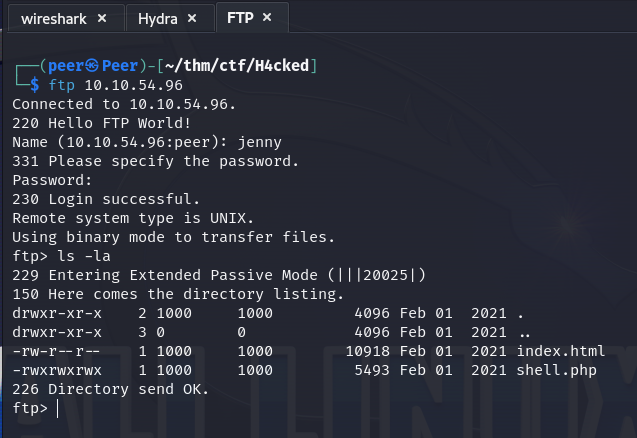 wireshark ×
Hydra ×
FTP ×
┌──(peer㉿Peer)-[~/thm/ctf/H4cked]
└─$ ftp 10.10.54.96
Connected to 10.10.54.96.
220 Hello FTP World!
Name (10.10.54.96:peer): jenny
331 Please specify the password.
Password:
230 Login successful.
Remote system type is UNIX.
Using binary mode to transfer files.
ftp> ls -la
229 Entering Extended Passive Mode (|||20025|)
150 Here comes the directory listing.
drwxr-xr-x    2 1000     1000         4096 Feb 01  2021 .
drwxr-xr-x    3 0        0            4096 Feb 01  2021 ..
-rw-r--r--    1 1000     1000        10918 Feb 01  2021 index.html
-rwxrwxrwx    1 1000     1000         5493 Feb 01  2021 shell.php
226 Directory send OK.
ftp>